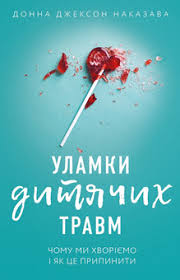 ДОННА ДЖЕКСОН НАКАЗАВА
УЛАМКИ
ДИТЯЧИХ
ТРАВМ
ЧОМУ МИ ХВОРІЄМО
І ЯК ЦЕ ПРИПИНИТИ